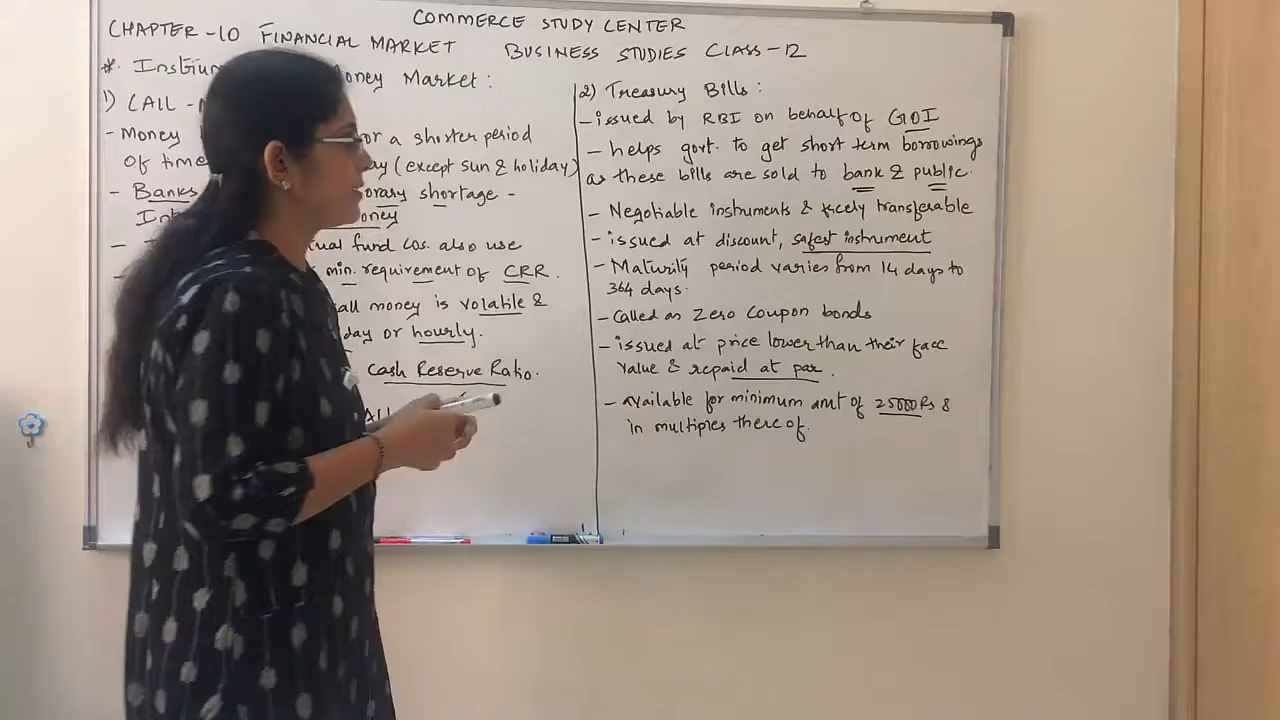 COMMERCE STUDY CENTER
CHAPTER -10 FINANCIAL MARKET BUSINESS STUDIES CLASS -12
*. Money Market :
1) CALL -
- Money or a shorter period
of time (except sun & holiday)
- Banks shortage -
money
- fund cos. also use
min. requirement of CRR.
money is volatile &
day or hourly.
Cash Reserve Ratio.
2) Treasury Bills :
- issued by RBI on behalf of GOI
- helps govt. to get short term borrowings
as these bills are sold to bank & public.
- Negotiable instruments & freely transferable
- issued at discount, safest instrument
- Maturity period varies from 14 days to
364 days.
- Called as Zero Coupon bonds
- issued at price lower than their face
value & repaid at par.
- available for minimum amt of 25000 Rs &
in multiples there of.